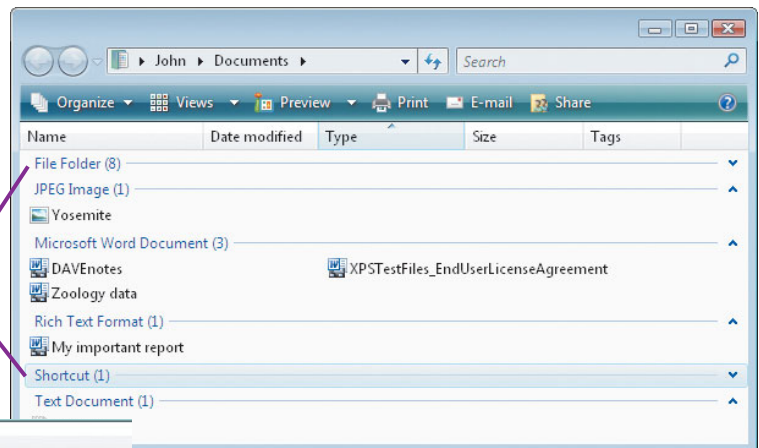 John Documents Search
Organize Views Preview Print E-mail Share ?
Name Date modified Type Size Tags
File Folder (8)
JPEG Image (1)
Yosemite
Microsoft Word Document (3)
DAVEnotes XPSTestFiles_EndUserLicenseAgreement
Zoology data
Rich Text Format (1)
My important report
Shortcut (1)
Text Document (1)